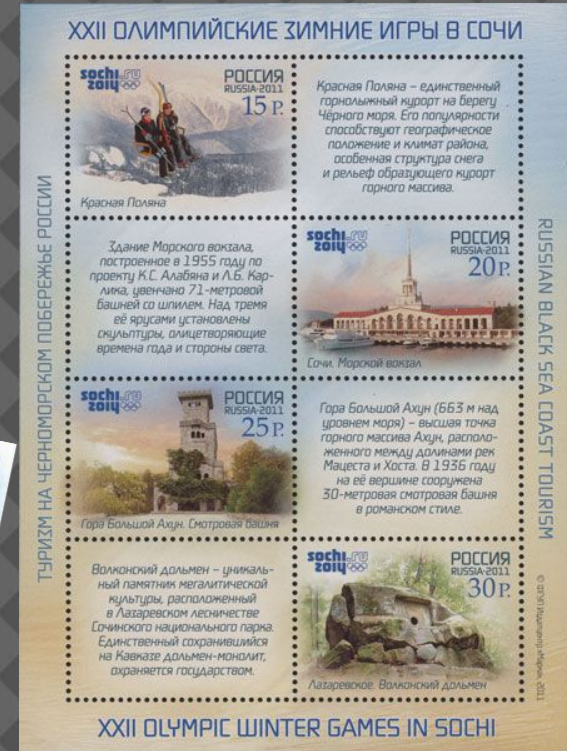 XXII ОЛИМПИЙСКИЕ ЗИМНИЕ ИГРЫ В СОЧИ
ТУРИЗМ НА ЧЕРНОМОРСКОМ ПОБЕРЕЖЬЕ РОССИИ
sochi.ru
2014
РОССИЯ
RUSSIA-2011
15 Р.
Красная Поляна
Красная Поляна – единственный
горнолыжный курорт на берегу
Чёрного моря. Его популярности
способствуют географическое
положение и климат района,
особенная структура снега
и рельеф образующего курорт
горного массива.
Здание Морского вокзала,
построенное в 1955 году по
проекту К.С. Алабяна и Л.Б. Кар-
лика, увенчано 71-метровой
башней со шпилем. Над тремя
её ярусами установлены
скульптуры, олицетворяющие
времена года и стороны света.
sochi.ru
2014
РОССИЯ
RUSSIA-2011
20 Р.
Сочи. Морской вокзал
sochi.ru
2014
РОССИЯ
RUSSIA-2011
25 Р.
Гора Большой Ахун. Смотровая башня
Гора Большой Ахун (663 м над
уровнем моря) – высшая точка
горного массива Ахун, располо-
женного между долинами рек
Мацеста и Хоста. В 1936 году
на её вершине сооружена
30-метровая смотровая башня
в романском стиле.
Волконский дольмен – уникаль-
ный памятник мегалитической
культуры, расположенный
в Лазаревском лесничестве
Сочинского национального парка.
Единственный сохранившийся
на Кавказе дольмен-монолит,
охраняется государством.
sochi.ru
2014
РОССИЯ
RUSSIA-2011
30 Р.
Лазаревское. Волконский дольмен
RUSSIAN BLACK SEA COAST TOURISM
© ФГУП Издатцентр «Марка», 2011
XXII OLYMPIC WINTER GAMES IN SOCHI